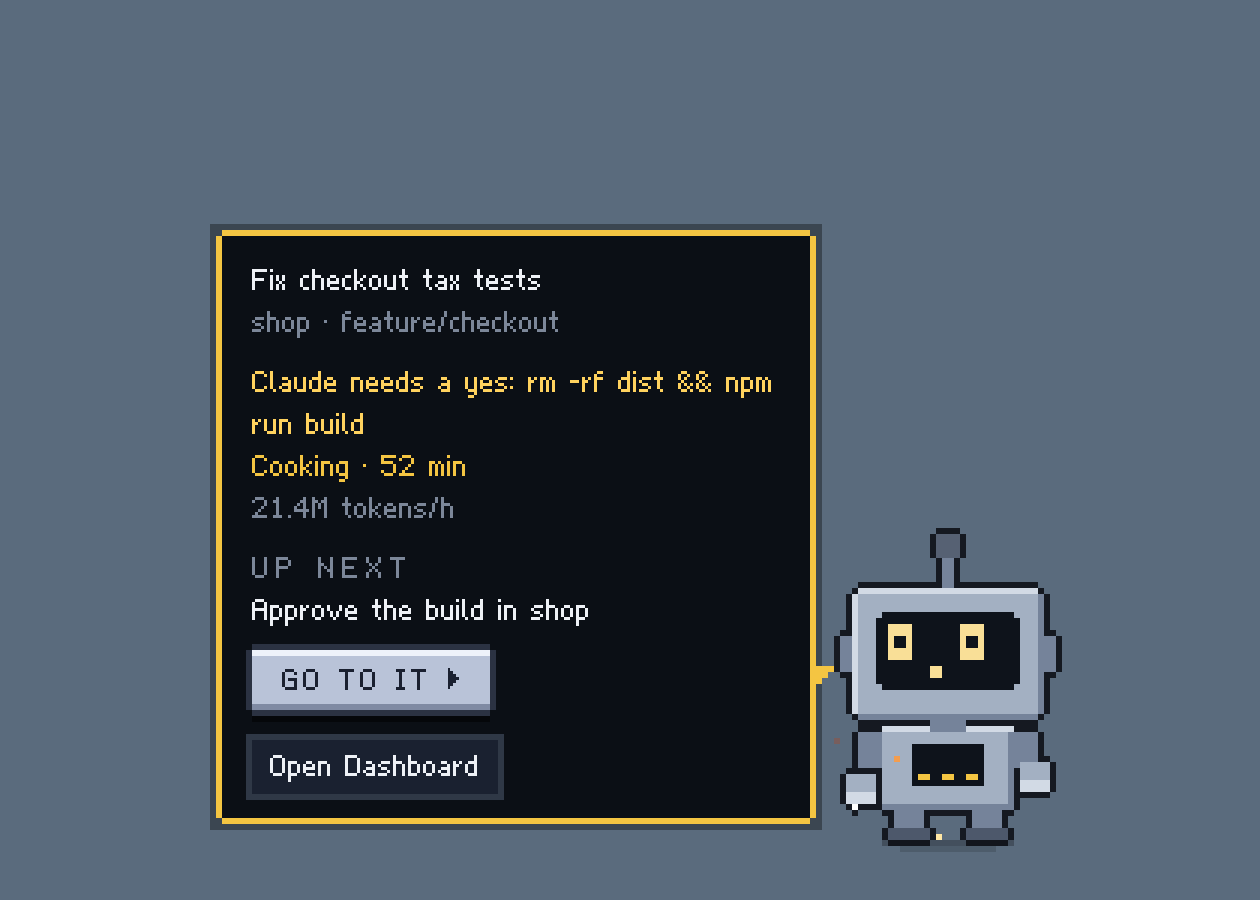 Fix checkout tax tests
shop · feature/checkout
Claude needs a yes: rm -rf dist && npm
run build
Cooking · 52 min
21.4M tokens/h
UP NEXT
Approve the build in shop
GO TO IT
Open Dashboard